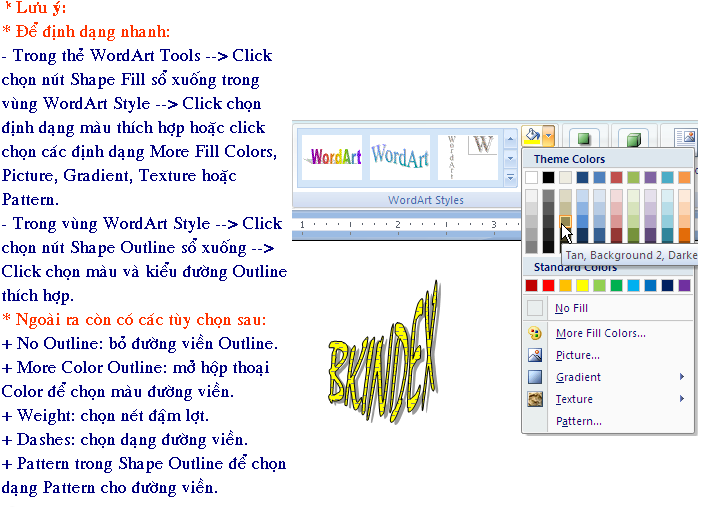 * Lưu ý:
* Để định dạng nhanh:
- Trong thẻ WordArt Tools --> Click
chọn nút Shape Fill sổ xuống trong
vùng WordArt Style --> Click chọn
định dạng màu thích hợp hoặc click
chọn các định dạng More Fill Colors,
Picture, Gradient, Texture hoặc
Pattern.
- Trong vùng WordArt Style --> Click
chọn nút Shape Outline sổ xuống -->
Click chọn màu và kiểu đường Outline
thích hợp.
* Ngoài ra còn có các tùy chọn sau:
+ No Outline: bỏ đường viền Outline.
+ More Color Outline: mở hộp thoại
Color để chọn màu đường viền.
+ Weight: chọn nét đậm lợt.
+ Dashes: chọn dạng đường viền.
+ Pattern trong Shape Outline để chọn
dạng Pattern cho đường viền.
WordArt
WordArt
WordArt
W
WordArt Styles
1 2 3
Theme Colors
Tan, Background 2, Darke
Standard Colors
No Fill
More Fill Colors...
Picture...
Gradient
Texture
Pattern...